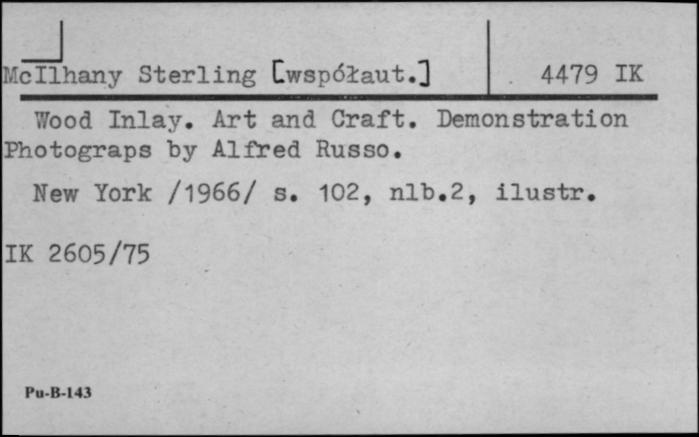 McIlhany Sterling [współaut.] 4479 IK
Wood Inlay. Art and Craft. Demonstration
Photograps by Alfred Russo.
New York /1966/ s. 102, nlb.2, ilustr.
IK 2605/75
Pu-B-143